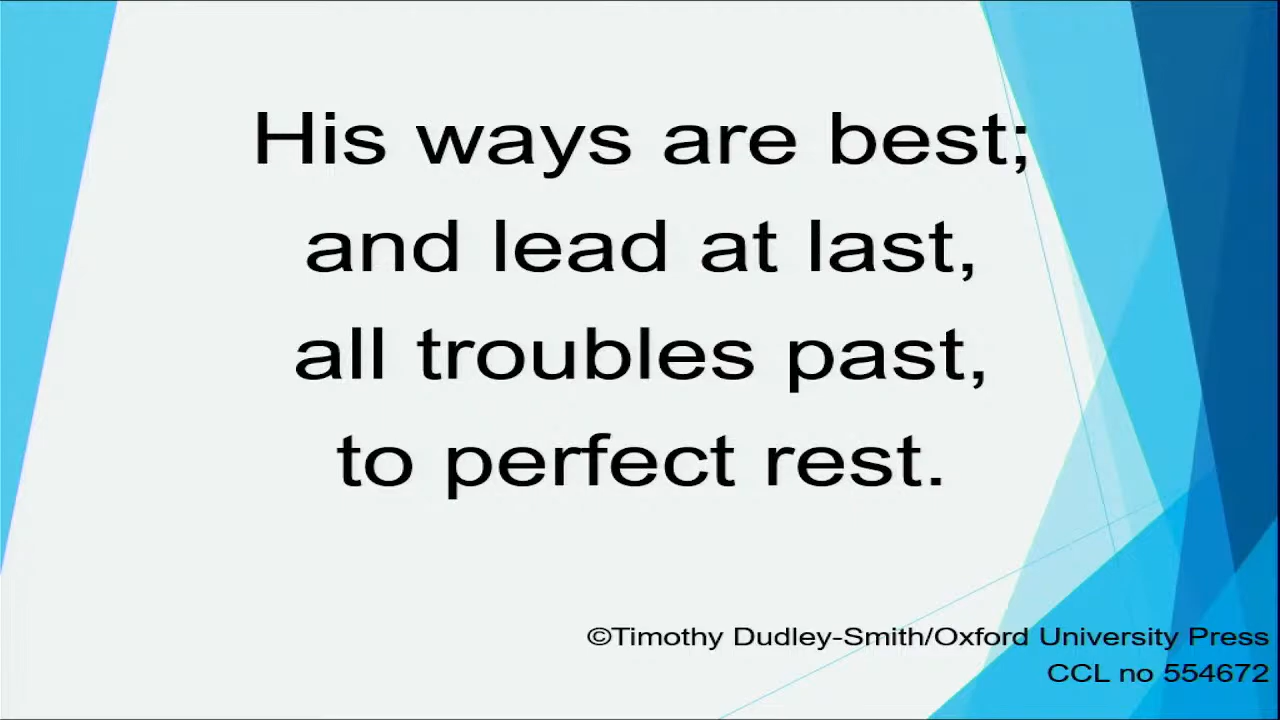 His ways are best;
and lead at last,
all troubles past,
to perfect rest.
©Timothy Dudley-Smith/Oxford University Press
CCL no 554672